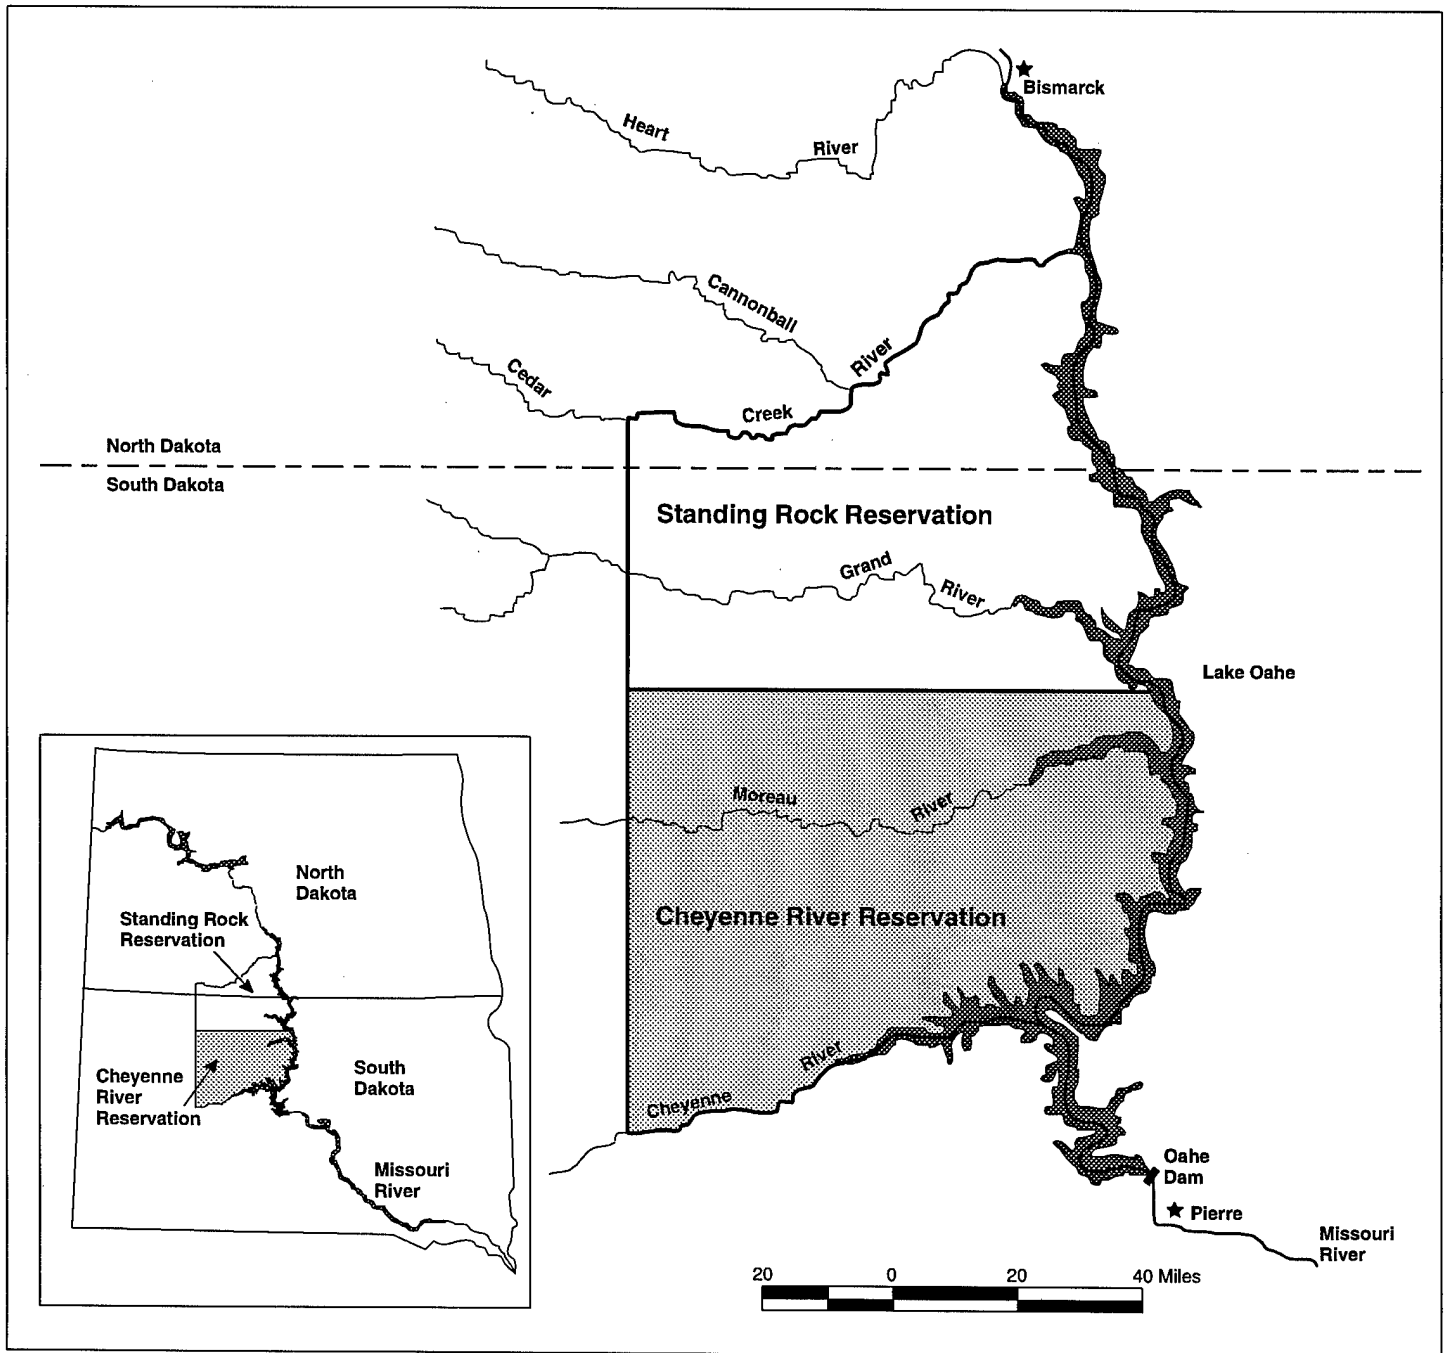 Bismarck
Heart
River
Cannonball
River
Cedar
Creek
North Dakota
South Dakota
Standing Rock Reservation
Grand
River
Lake Oahe
Moreau
River
Cheyenne River Reservation
River
Cheyenne
Oahe
Dam
Pierre
Missouri
River
20 0 20 40 Miles
North
Dakota
Standing Rock
Reservation
South
Dakota
Cheyenne
River
Reservation
Missouri
River